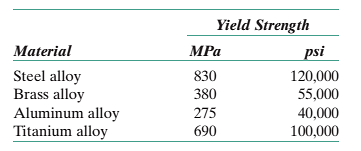 Yield Strength
Material MPa psi
Steel alloy 830 120,000
Brass alloy 380 55,000
Aluminum alloy 275 40,000
Titanium alloy 690 100,000